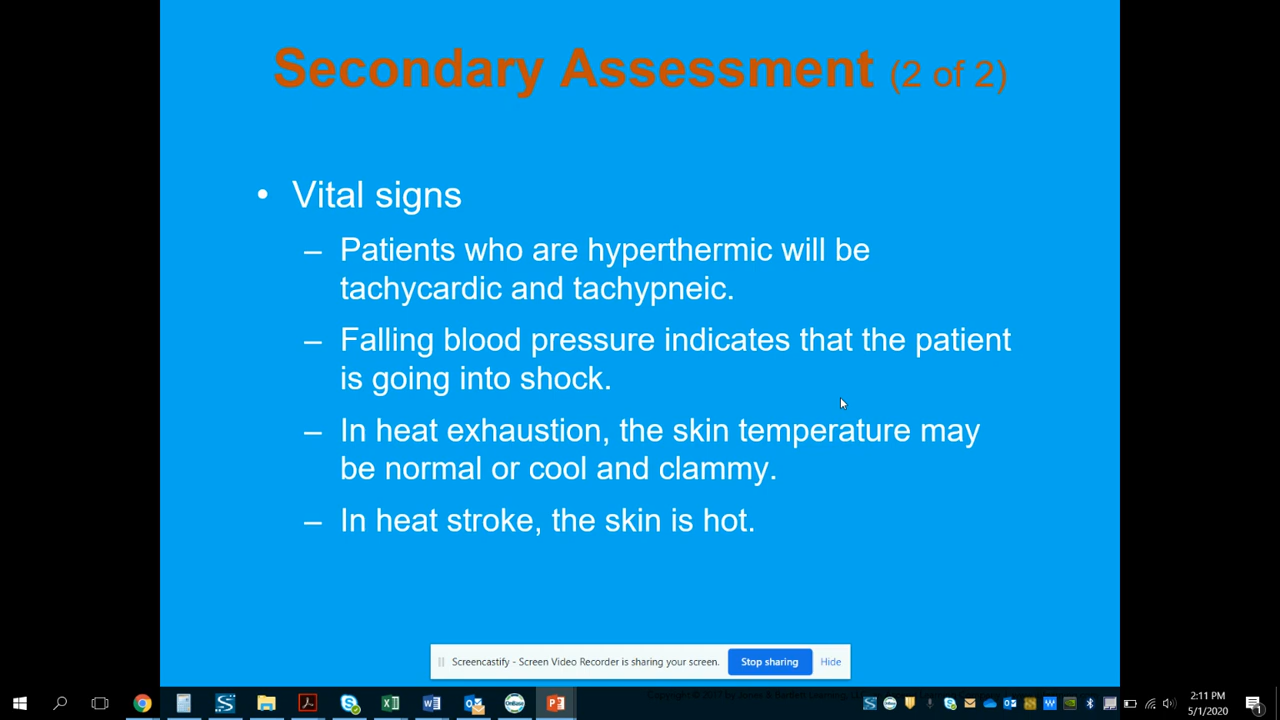 Secondary Assessment (2 of 2)
• Vital signs
– Patients who are hyperthermic will be
tachycardic and tachypneic.
– Falling blood pressure indicates that the patient
is going into shock.
– In heat exhaustion, the skin temperature may
be normal or cool and clammy.
– In heat stroke, the skin is hot.
Screencastify - Screen Video Recorder is sharing your screen.
Stop sharing
Hide
2:11 PM
5/1/2020